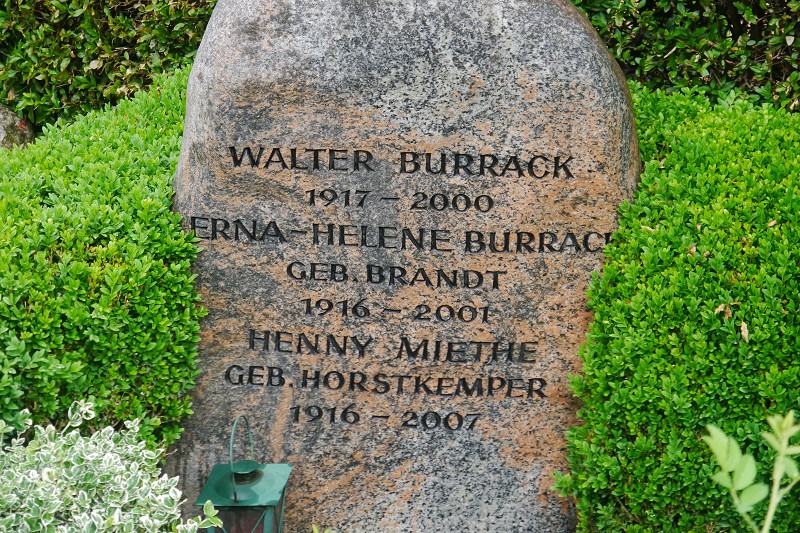 WALTER BURRACK
1917 – 2000
ERNA-HELENE BURRACK
GEB. BRANDT
1916 – 2001
HENNY MIETHE
GEB. HORSTKEMPER
1916 – 2007